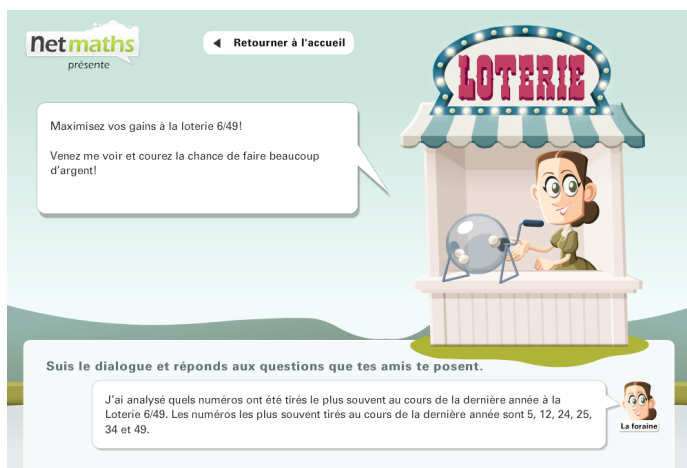 Netmaths
présente
Retourner à l'accueil
LOTERIE
Maximisez vos gains à la loterie 6/49!
Venez me voir et courez la chance de faire beaucoup
d'argent!
Suis le dialogue et réponds aux questions que tes amis te posent.
J'ai analysé quels numéros ont été tirés le plus souvent au cours de la dernière année à la
Loterie 6/49. Les numéros les plus souvent tirés au cours de la dernière année sont 5, 12, 24, 25,
34 et 49.
La foraine